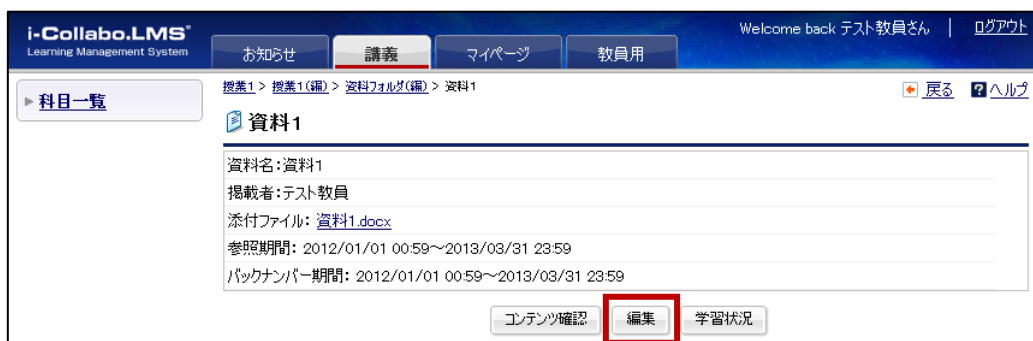 i-Collabo.LMS
Learning Management System
Welcome back テスト教員さん | ログアウト
お知らせ 講義 マイページ 教員用
科目一覧
授業1 > 授業1(編) > 資料フォルダ(編) > 資料1
戻る ヘルプ
資料1
資料名：資料1
掲載者：テスト教員
添付ファイル： 資料1.docx
参照期間： 2012/01/01 00:59～2013/03/31 23:59
バックナンバー期間： 2012/01/01 00:59～2013/03/31 23:59
コンテンツ確認 編集 学習状況